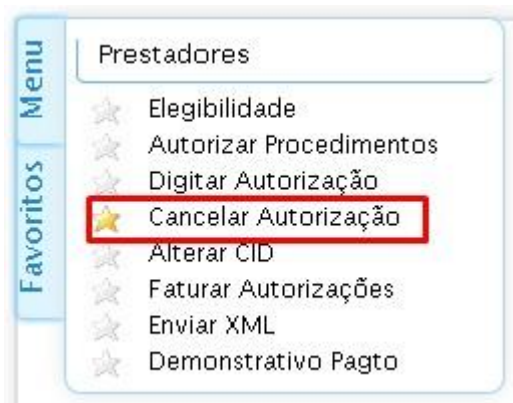 Menu
Favoritos
Prestadores
Elegibilidade
Autorizar Procedimentos
Digitar Autorização
Cancelar Autorização
Alterar CID
Faturar Autorizações
Enviar XML
Demonstrativo Pagto